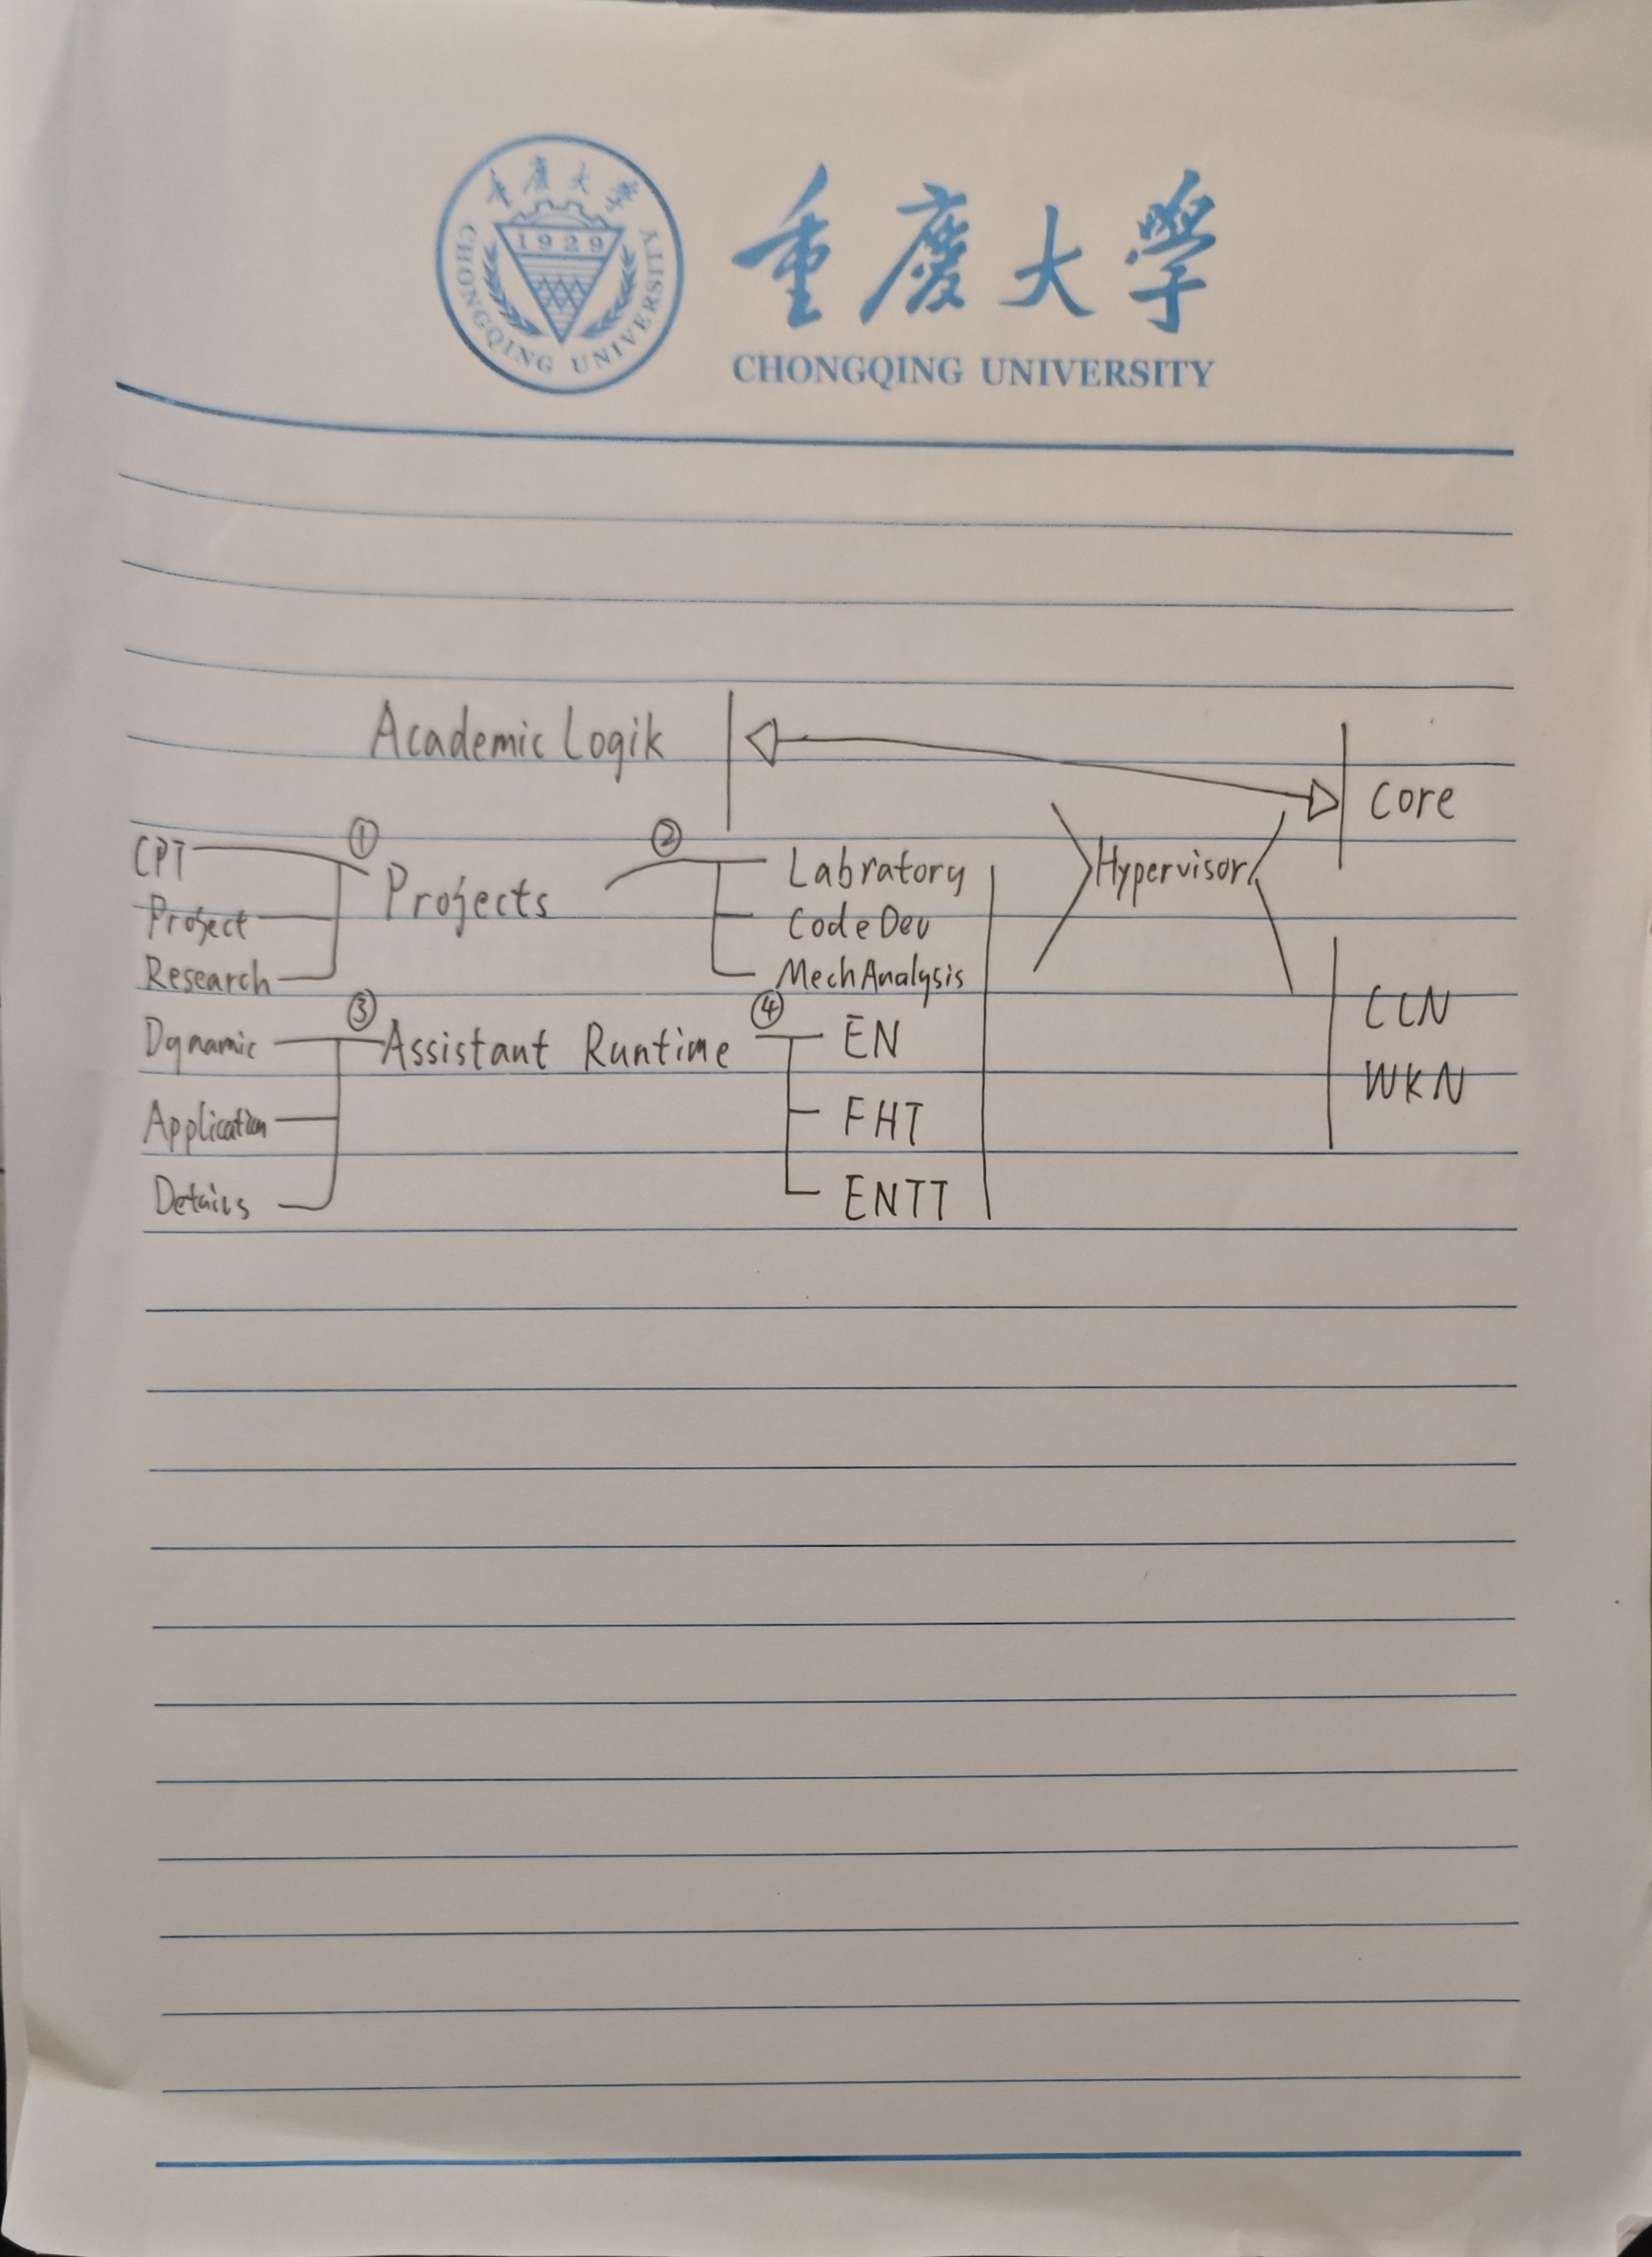 重慶大學
1929
CHONGQING UNIVERSITY
重慶大學
CHONGQING UNIVERSITY
Academic Logik
Core
CPT
①
Projects
②
Labratory
Hypervisor
Project
CodeDev
Research
MechAnalysis
Dynamic
③
Assistant Runtime
④
EN
CLN
WKN
Application
FHT
Details
ENTT